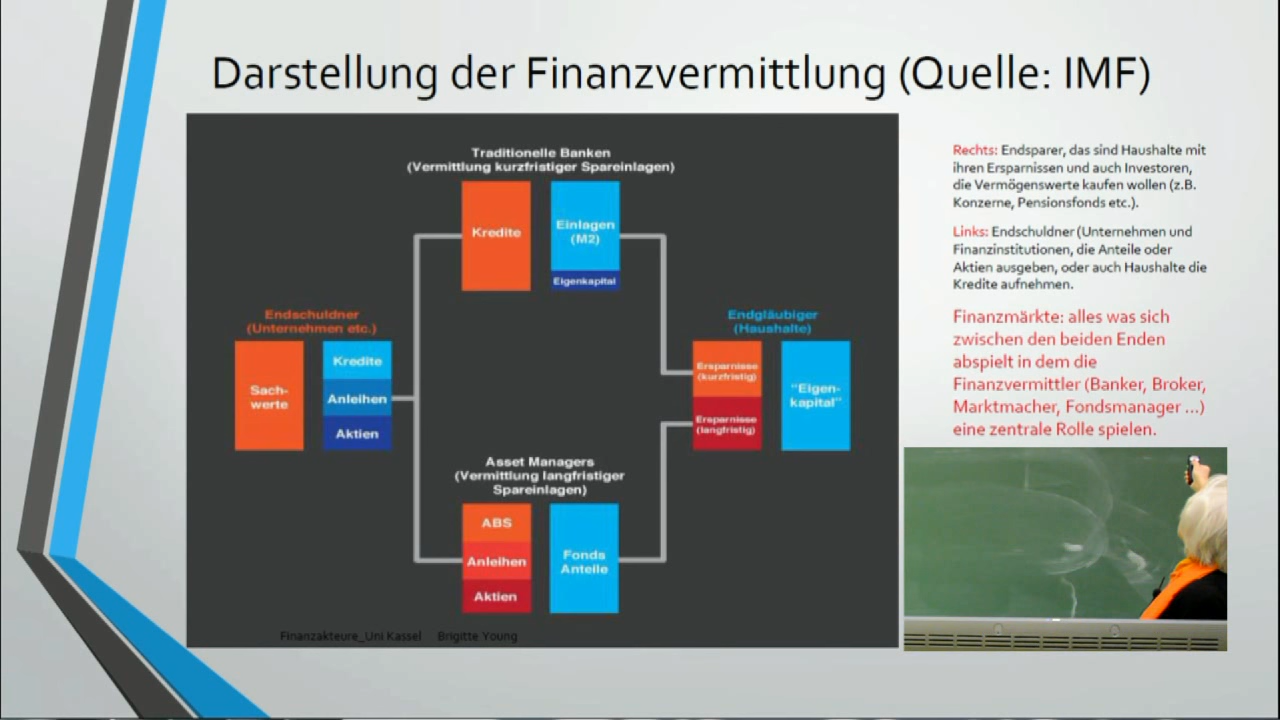 Darstellung der Finanzvermittlung (Quelle: IMF)
Traditionelle Banken
(Vermittlung kurzfristiger Spareinlagen)
Kredite
Einlagen
(M2)
Eigenkapital
Endschuldner
(Unternehmen etc.)
Sach-
werte
Kredite
Anleihen
Aktien
Endgläubiger
(Haushalte)
Ersparnisse
(kurzfristig)
Ersparnisse
(langfristig)
"Eigen-
kapital"
Asset Managers
(Vermittlung langfristiger
Spareinlagen)
ABS
Anleihen
Aktien
Fonds
Anteile
Finanzakteure_Uni Kassel Brigitte Young
Rechts: Endsparer, das sind Haushalte mit
ihren Ersparnissen und auch Investoren,
die Vermögenswerte kaufen wollen (z.B.
Konzerne, Pensionsfonds etc.).
Links: Endschuldner (Unternehmen und
Finanzinstitutionen, die Anteile oder
Aktien ausgeben, oder auch Haushalte die
Kredite aufnehmen.
Finanzmärkte: alles was sich
zwischen den beiden Enden
abspielt in dem die
Finanzvermittler (Banker, Broker,
Marktmacher, Fondsmanager ...)
eine zentrale Rolle spielen.